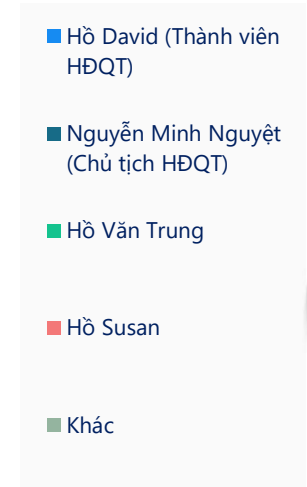 Hồ David (Thành viên
HĐQT)
Nguyễn Minh Nguyệt
(Chủ tịch HĐQT)
Hồ Văn Trung
Hồ Susan
Khác